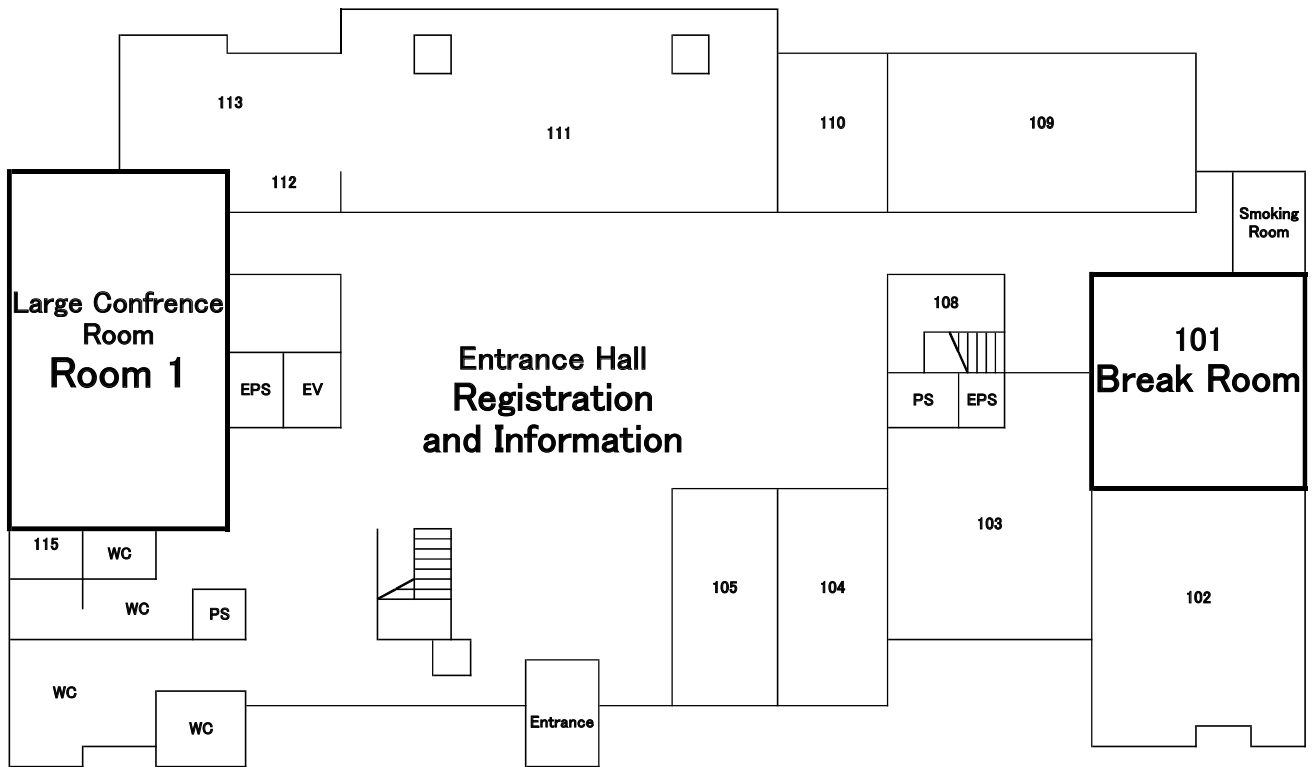 113
111
110
109
112
Smoking
Room
Large Confrence
Room
Room 1
108
101
Break Room
Entrance Hall
Registration
and Information
EPS
EV
PS
EPS
103
115
WC
105
104
102
WC
PS
WC
WC
Entrance